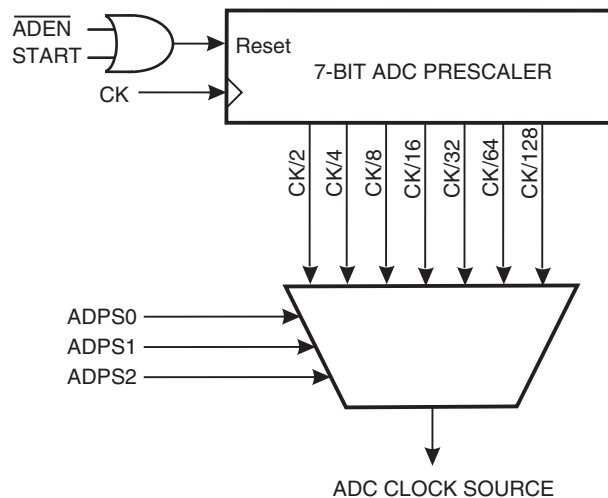 ADEN
START
Reset
7-BIT ADC PRESCALER
CK
CK/2
CK/4
CK/8
CK/16
CK/32
CK/64
CK/128
ADPS0
ADPS1
ADPS2
ADC CLOCK SOURCE